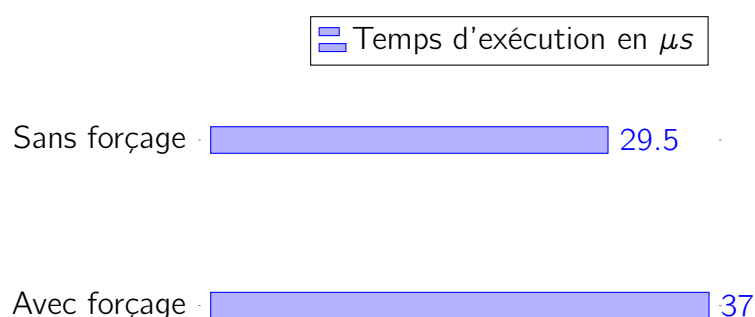 Temps d'exécution en μs
Sans forçage 29.5
Avec forçage 37